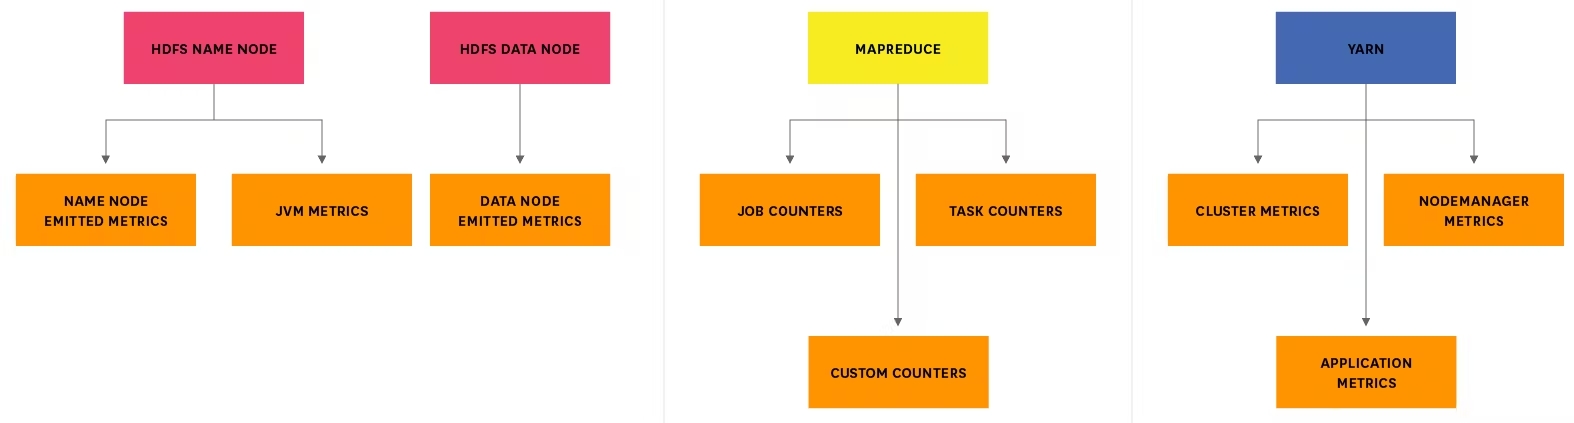 HDFS NAME NODE
HDFS DATA NODE
MAPREDUCE
YARN
NAME NODE
EMITTED METRICS
JVM METRICS
DATA NODE
EMITTED METRICS
JOB COUNTERS
TASK COUNTERS
CLUSTER METRICS
NODEMANAGER
METRICS
CUSTOM COUNTERS
APPLICATION
METRICS